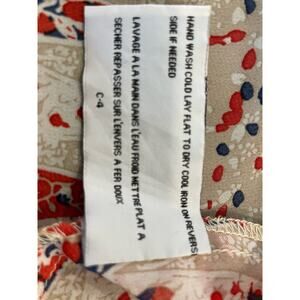 HAND WASH COLD LAY FLAT TO DRY COOL IRON ON REVERS
SIDE IF NEEDED
LAVAGE A LA MAIN DANS L'EAU FROID METTRE PLAT A
SECHER REPASSER SUR L'ENVERS A FER DOUX
C-4